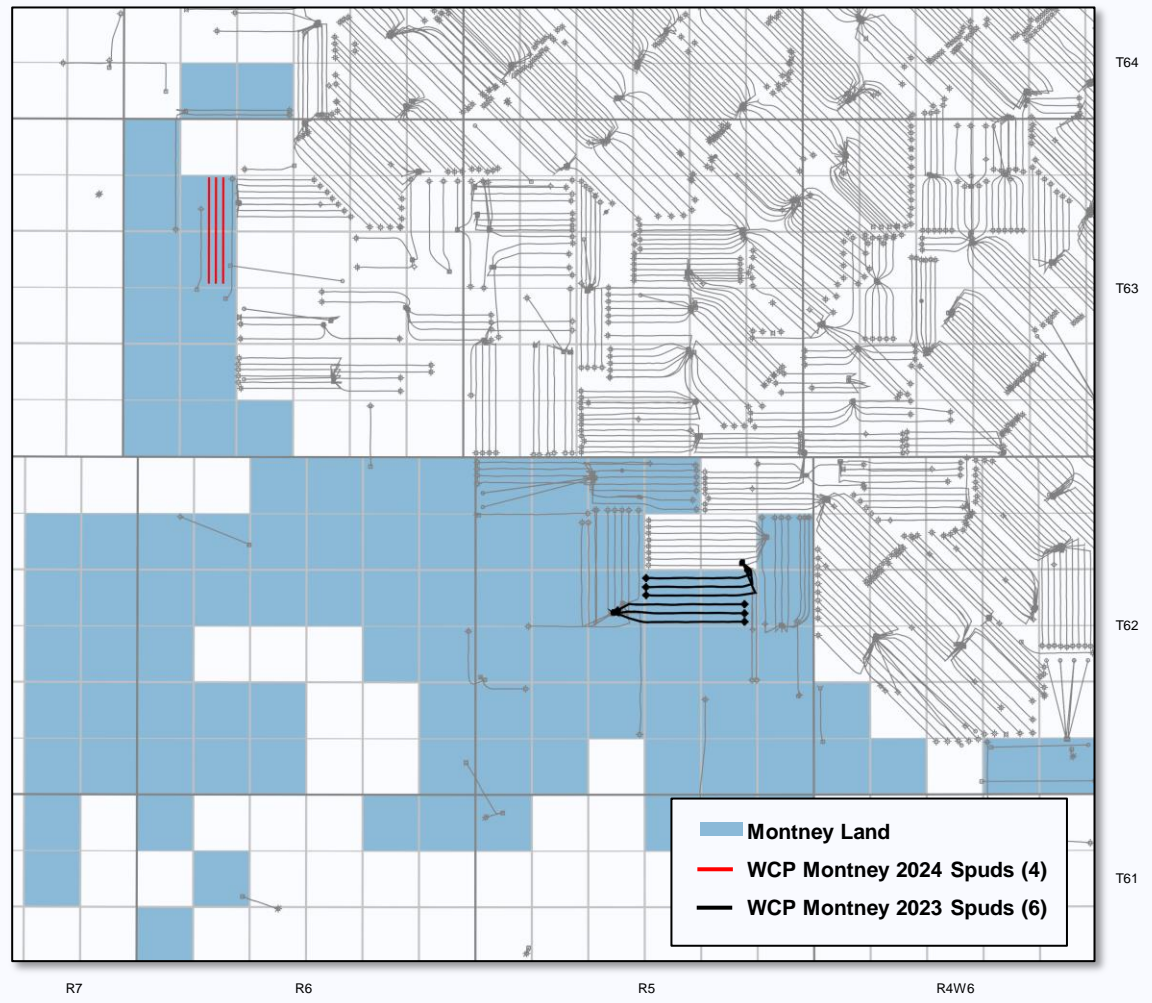 T64
T63
T62
Montney Land
WCP Montney 2024 Spuds (4)
WCP Montney 2023 Spuds (6)
T61
R7
R6
R5
R4W6